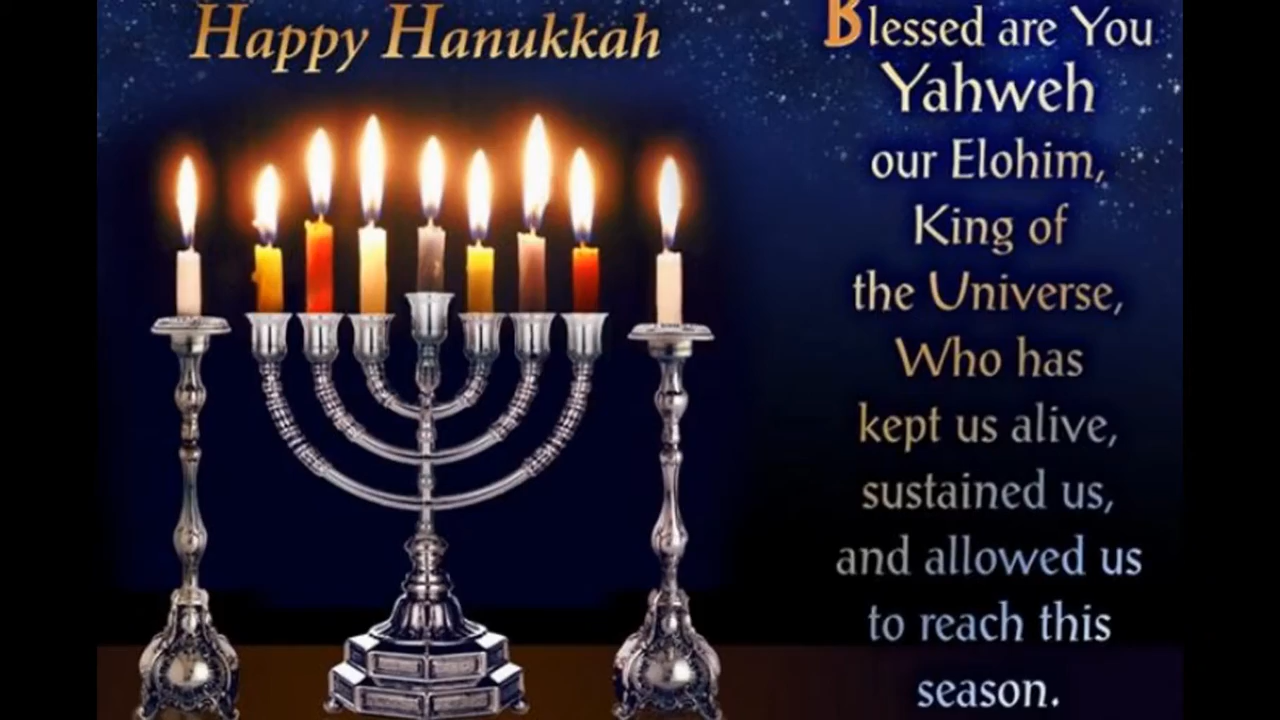 Happy Hanukkah
Blessed are You
Yahweh
our Elohim,
King of
the Universe,
Who has
kept us alive,
sustained us,
and allowed us
to reach this
season.